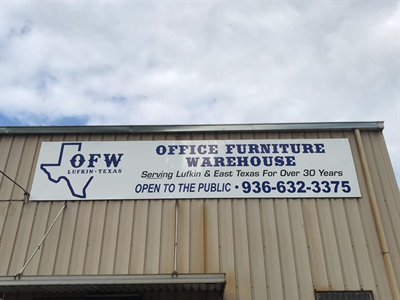 OFW
LUFKIN • TEXAS
OFFICE FURNITURE
WAREHOUSE
Serving Lufkin & East Texas For Over 30 Years
OPEN TO THE PUBLIC • 936-632-3375